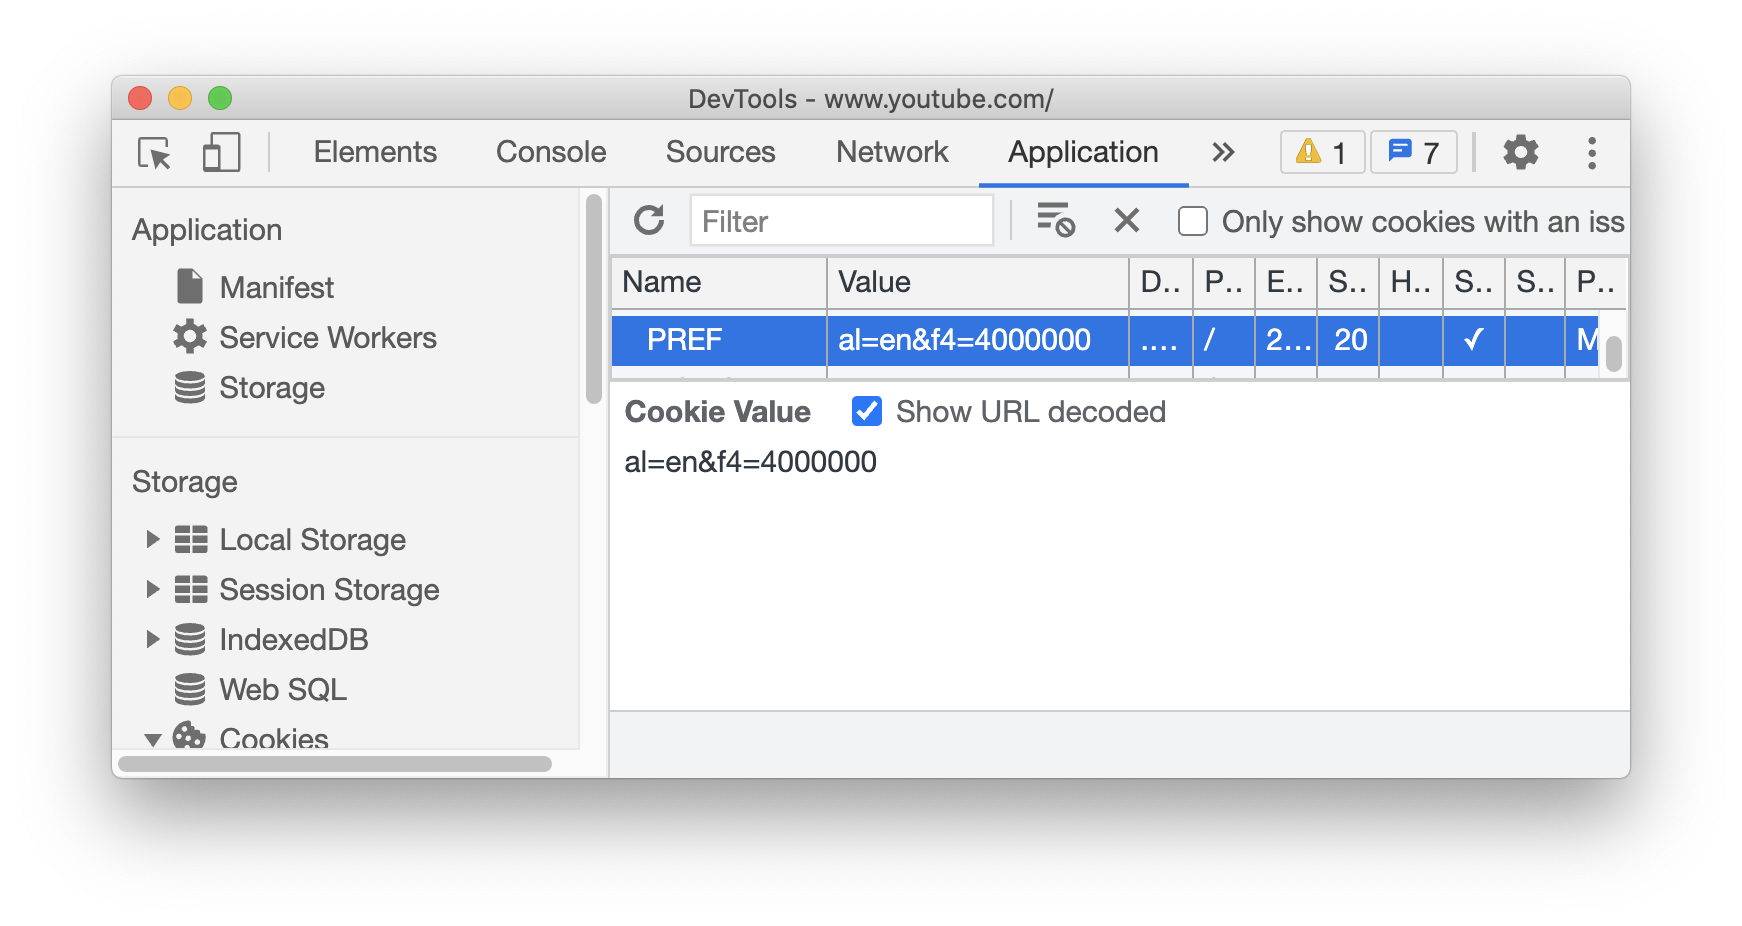 DevTools - www.youtube.com/
Elements Console Sources Network Application 1 7
Application
Manifest
Service Workers
Storage
Storage
Local Storage
Session Storage
IndexedDB
Web SQL
Cookies
Filter Only show cookies with an iss
Name Value D.. P.. E.. S.. H.. S.. S.. P..
PREF al=en&f4=4000000 .... / 2... 20 ✓ M
Cookie Value Show URL decoded
al=en&f4=4000000